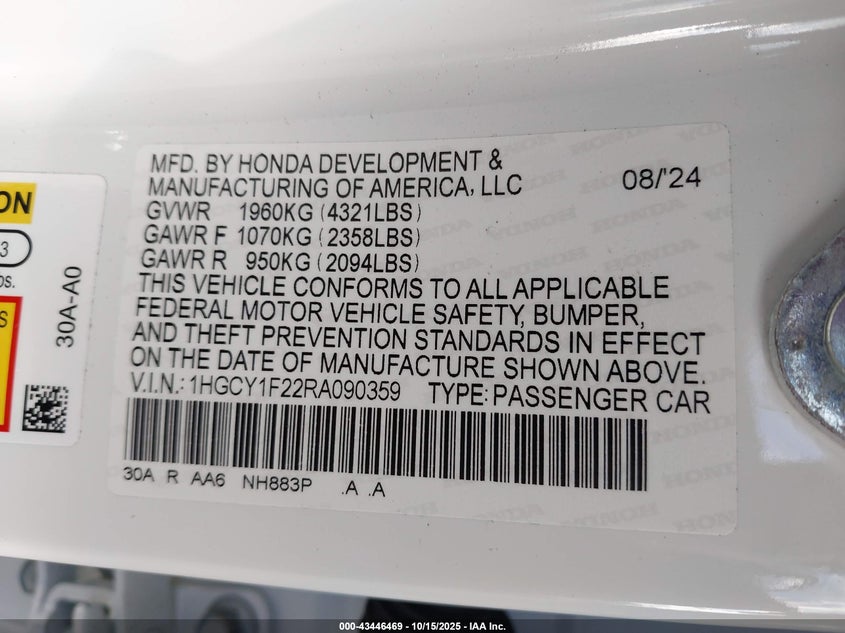 MFD. BY HONDA DEVELOPMENT &
MANUFACTURING OF AMERICA, LLC 08/'24
GVWR 1960KG (4321LBS)
GAWR F 1070KG (2358LBS)
GAWR R 950KG (2094LBS)
THIS VEHICLE CONFORMS TO ALL APPLICABLE
FEDERAL MOTOR VEHICLE SAFETY, BUMPER,
AND THEFT PREVENTION STANDARDS IN EFFECT
ON THE DATE OF MANUFACTURE SHOWN ABOVE.
V.I.N.: 1HGCY1F22RA090359 TYPE: PASSENGER CAR
30A R AA6 NH883P .A .A
30A-A0
3
000-43446469 - 10/15/2025 - IAA Inc.